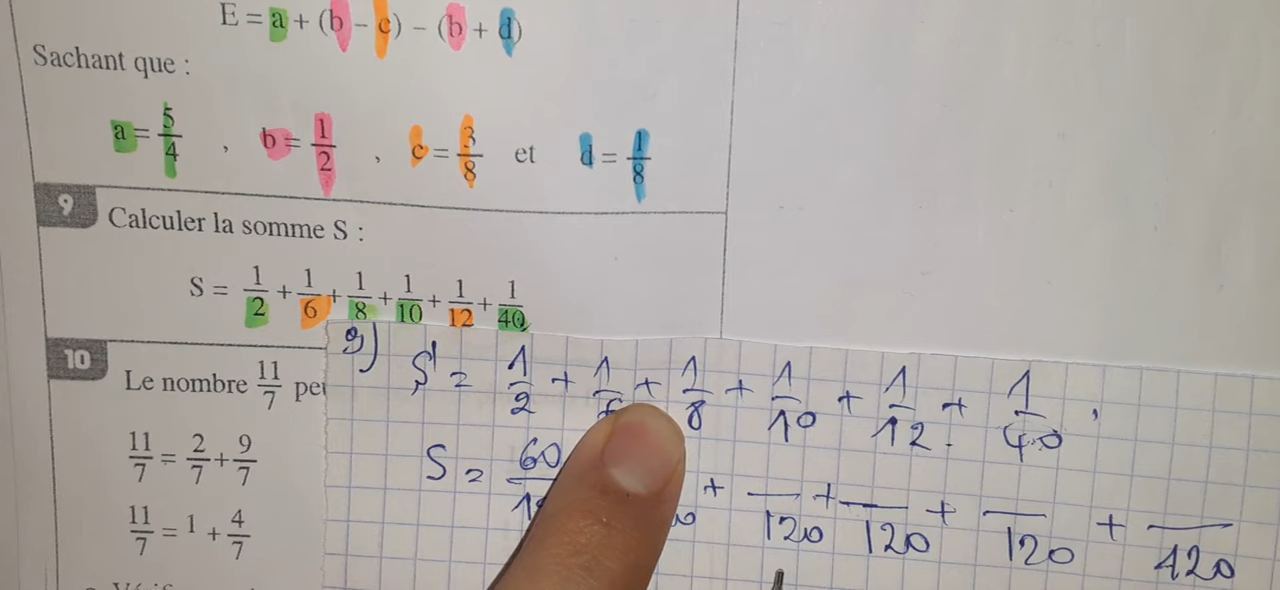 E = a + (b - c) - (b + d)
Sachant que :
a = 5/4 , b = 1/2 , c = 3/8 et d = 1/8
9 Calculer la somme S :
S = 1/2 + 1/6 + 1/8 + 1/10 + 1/12 + 1/40
10 Le nombre 11/7
11/7 = 2/7 + 9/7
11/7 = 1 + 4/7
9) S = 1/2 + 1/ + 1/8 + 1/10 + 1/12 + 1/40
S = 60 + /120 + /120 + /120 + /120